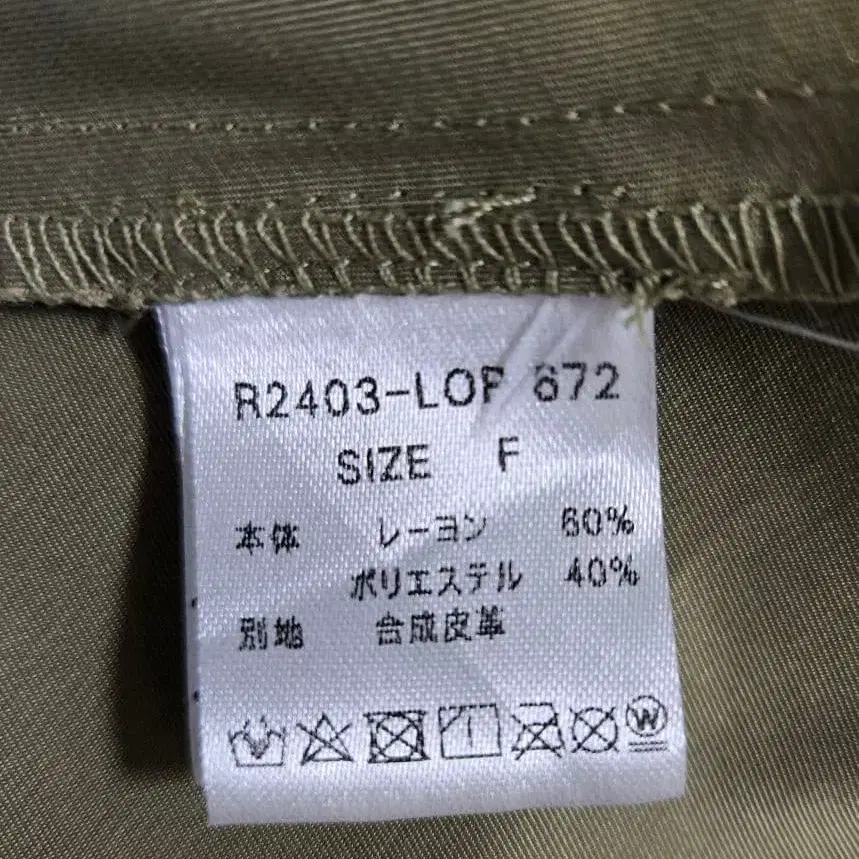 R2403-LOP 672
SIZE F
本体 レーヨン 60%
ポリエステル 40%
別地 合成皮革
W